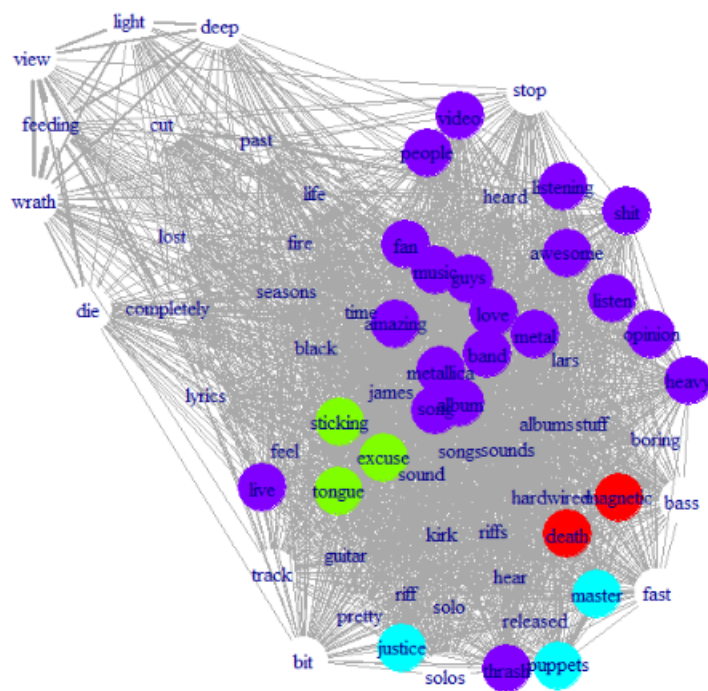 light
deep
view
stop
video
feeding
cut
past
people
life
heard
listening
wrath
shit
lost
fire
fan
awesome
music
guys
seasons
listen
die
completely
time
amazing
love
opinion
metal
black
band
lars
metallica
heavy
lyrics
james
song
album
sticking
albums
stuff
boring
feel
excuse
songs
sounds
sound
live
tongue
hardwired
magnetic
bass
kirk
riffs
death
guitar
track
hear
riff
master
fast
pretty
solo
released
bit
justice
solos
thrash
puppets